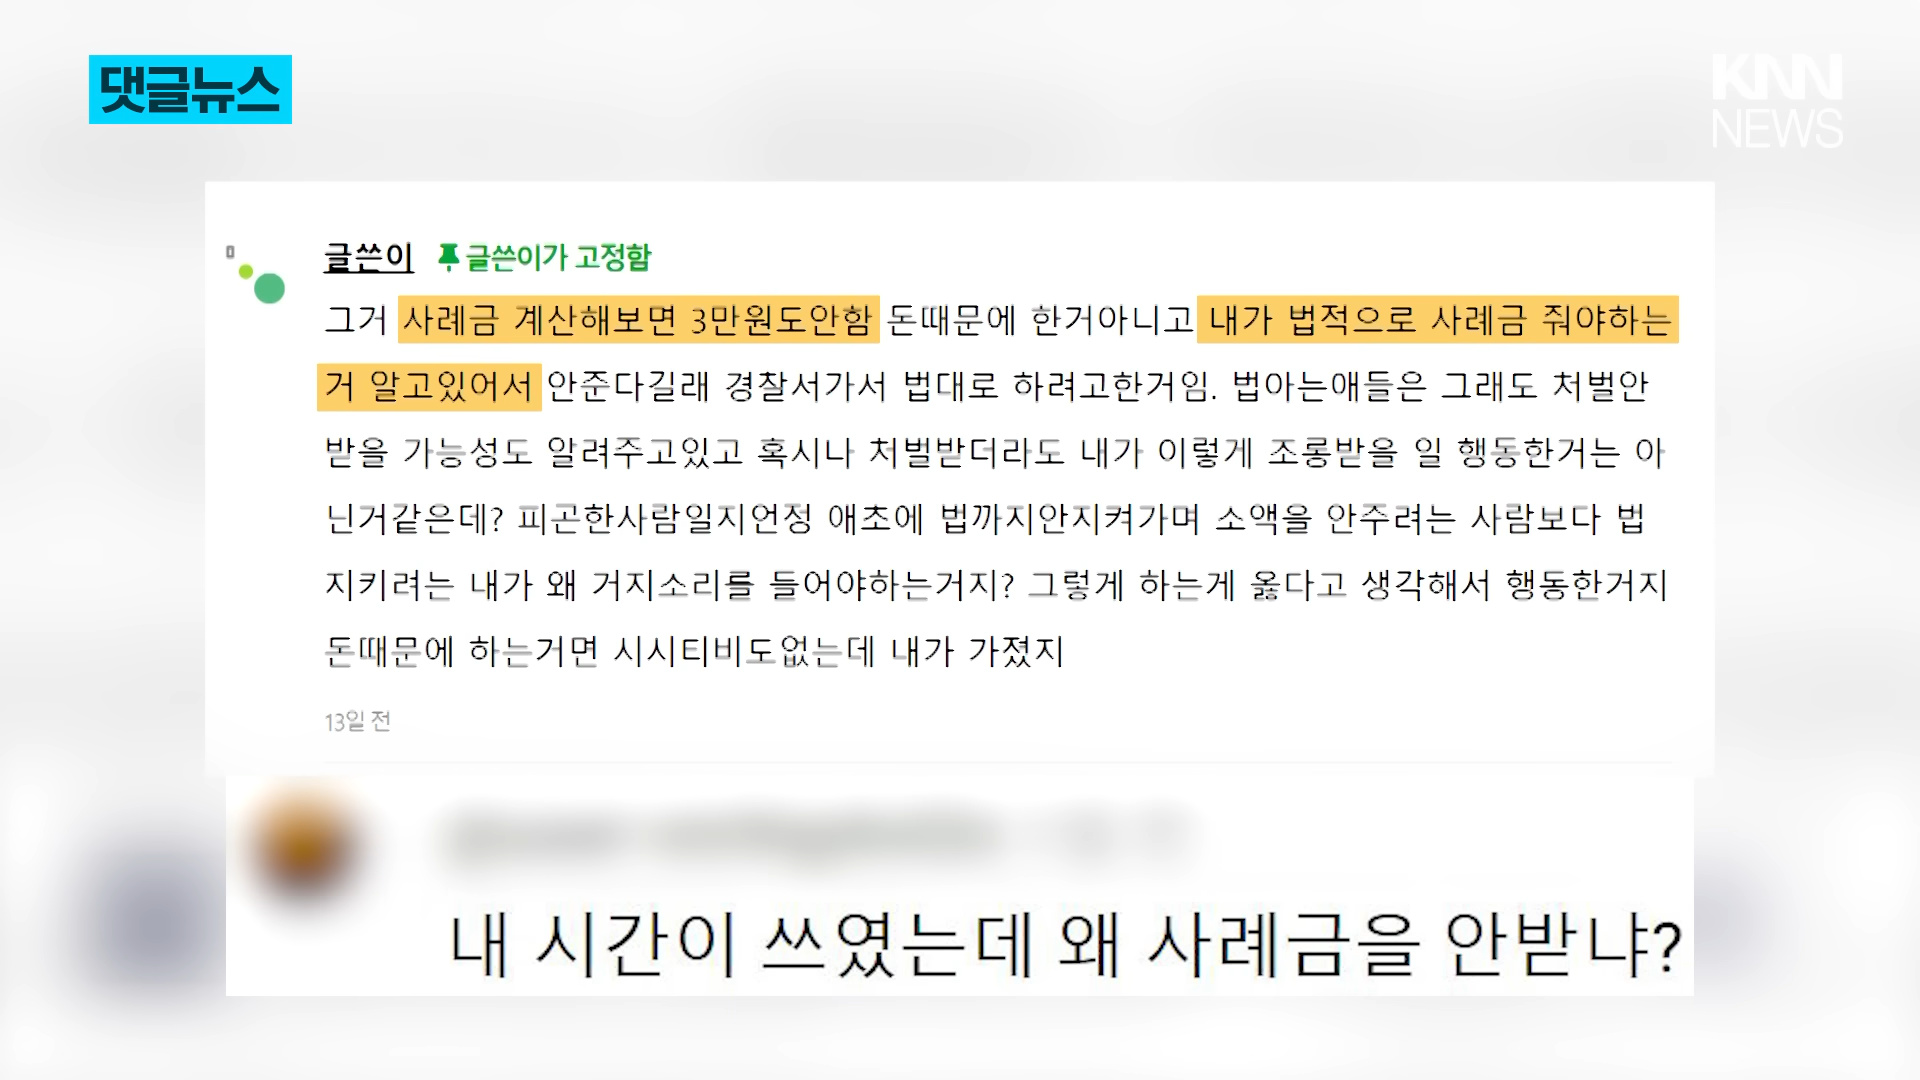 댓글뉴스
KNN
NEWS
글쓴이 글쓴이가 고정함
그거 사례금 계산해보면 3만원도안함 돈때문에 한거아니고 내가 법적으로 사례금 줘야하는
거 알고있어서 안준다길래 경찰서가서 법대로 하려고한거임. 법아는애들은 그래도 처벌안
받을 가능성도 알려주고있고 혹시나 처벌받더라도 내가 이렇게 조롱받을 일 행동한거는 아
닌거같은데? 피곤한사람일지언정 애초에 법까지안지켜가며 소액을 안주려는 사람보다 법
지키려는 내가 왜 거지소리를 들어야하는거지? 그렇게 하는게 옳다고 생각해서 행동한거지
돈때문에 하는거면 시시티비도없는데 내가 가졌지
13일 전
내 시간이 쓰였는데 왜 사례금을 안받냐?